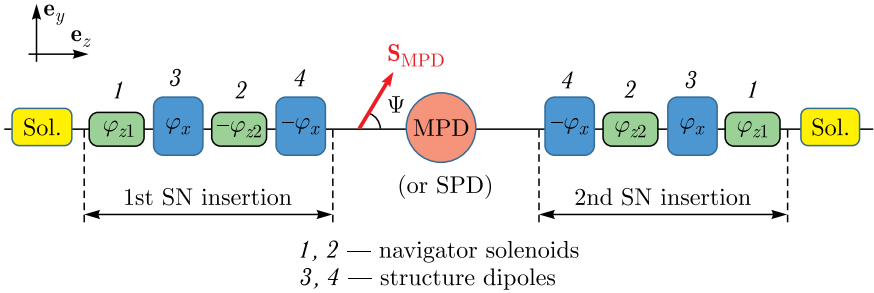 e_y
e_z
S_MPD
1 3 2 4 Ψ 4 2 3 1
Sol. φ_z1 φ_x −φ_z2 −φ_x MPD −φ_x φ_z2 φ_x φ_z1 Sol.
(or SPD)
1st SN insertion 2nd SN insertion
1, 2 — navigator solenoids
3, 4 — structure dipoles